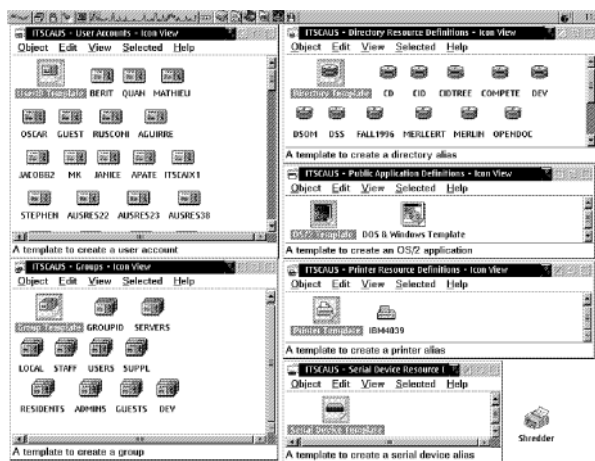 11:
ITSCAUS - User Accounts - Icon View
Object Edit View Selected Help
UserID Template BERIT QUAN MATHIEU
OSCAR GUEST RUSCONI AGUIRRE
JACOBB2 MK JANICE APATE ITSCAIX1
STEPHEN AUSRES22 AUSRES23 AUSRES38
A template to create a user account
ITSCAUS - Groups - Icon View
Object Edit View Selected Help
Group Template GROUPID SERVERS
LOCAL STAFF USERS SUPPL
RESIDENTS ADMINS GUESTS DEV
A template to create a group
ITSCAUS - Directory Resource Definitions - Icon View
Object Edit View Selected Help
Directory Template CD CID CIDTREE COMPETE DEV
DSOM DSS FALL1996 MERLCERT MERLIN OPENDOC
A template to create a directory alias
ITSCAUS - Public Application Definitions - Icon View
Object Edit View Selected Help
OS/2 Template DOS & Windows Template
A template to create an OS/2 application
ITSCAUS - Printer Resource Definitions - Icon View
Object Edit View Selected Help
Printer Template IBM4039
A template to create a printer alias
ITSCAUS - Serial Device Resource
Object Edit View Selected Help
Serial Device Template
A template to create a serial device alias
Shredder